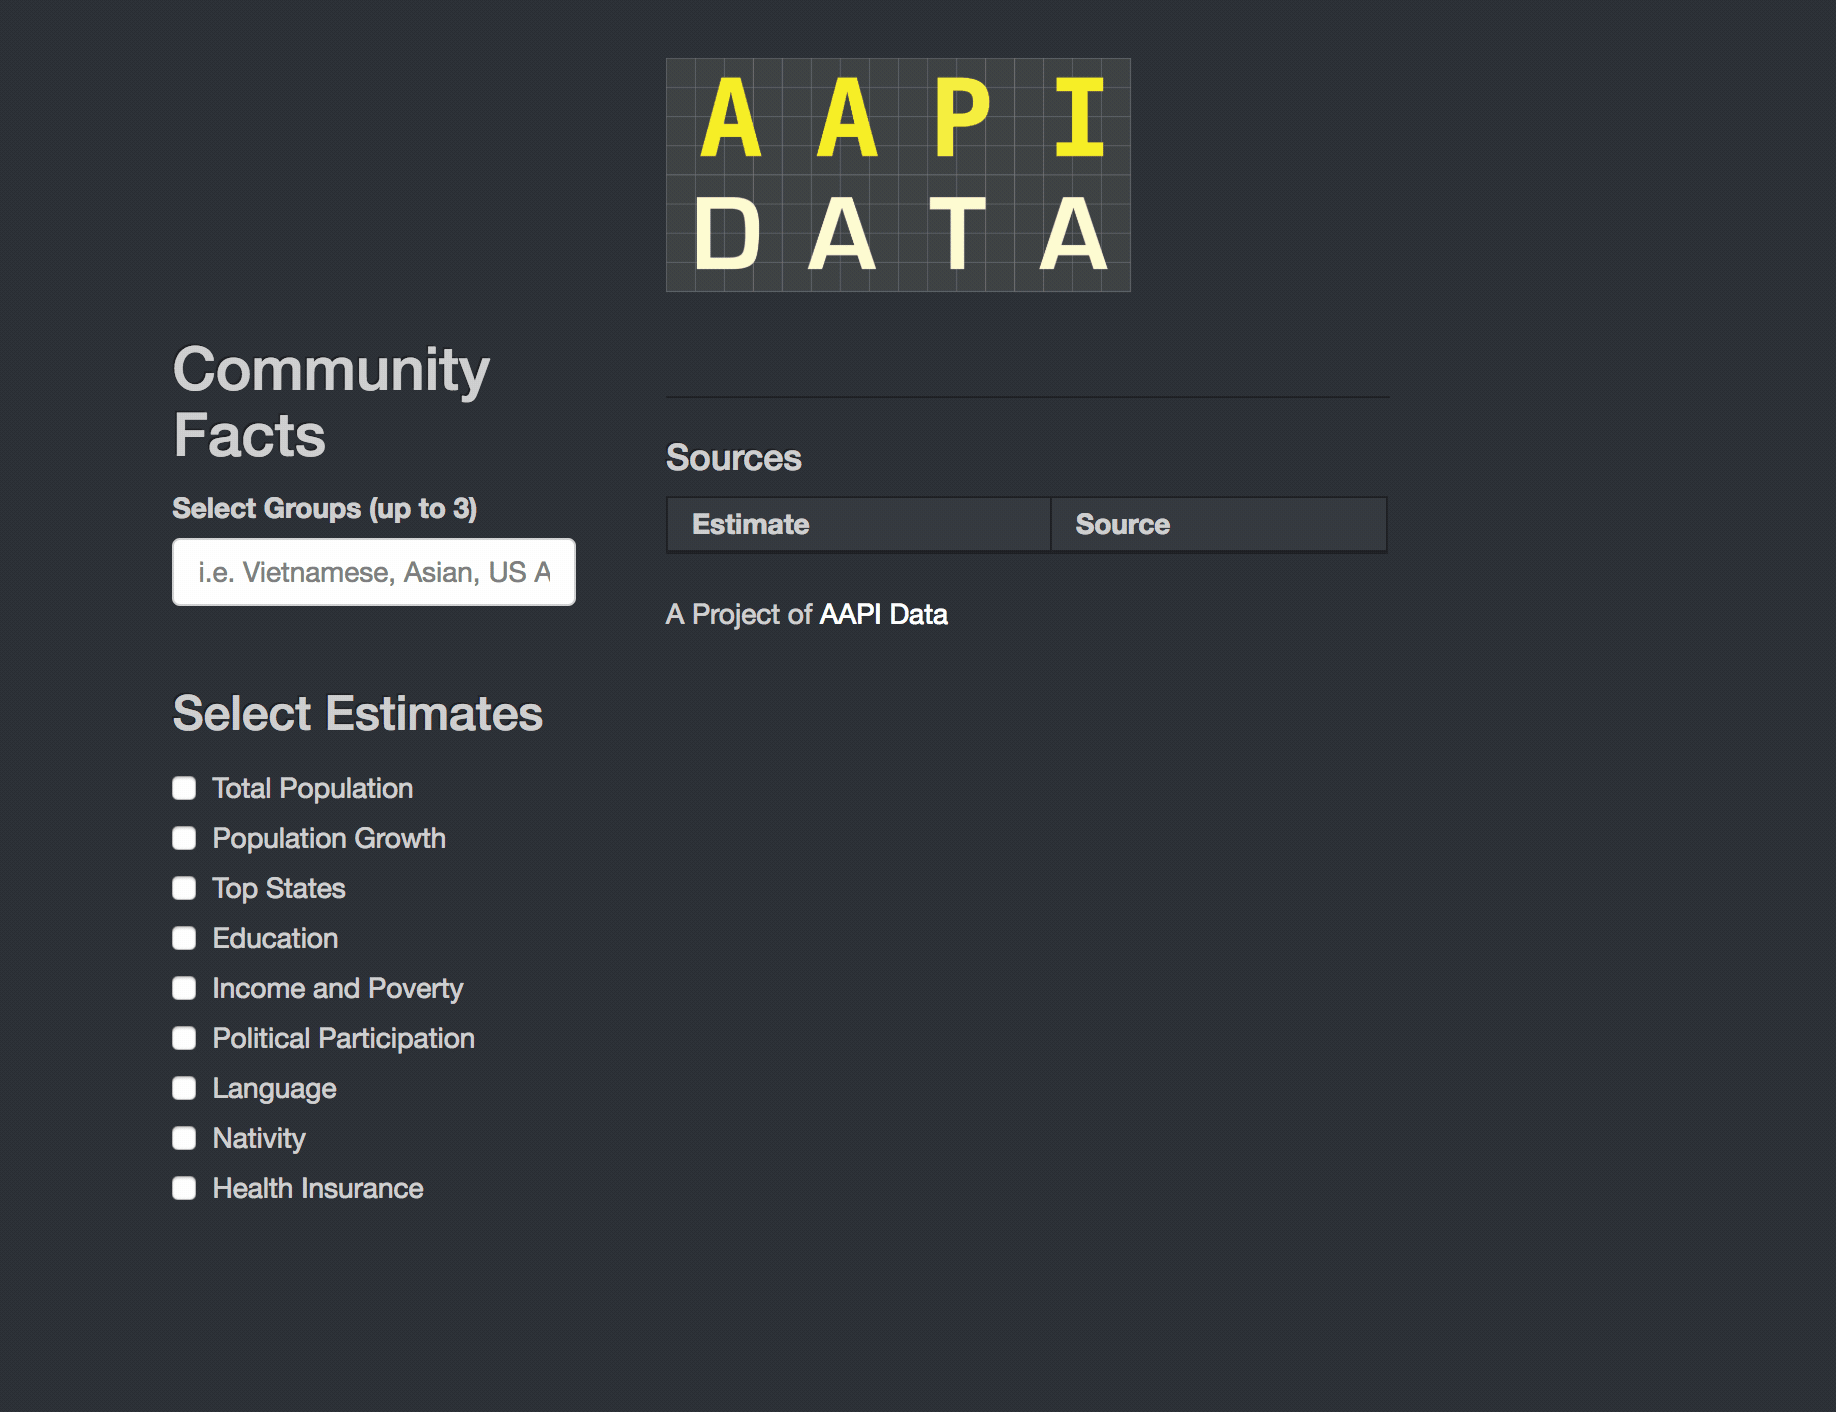 AAPI
DATA
Community
Facts
Select Groups (up to 3)
i.e. Vietnamese, Asian, US A
Select Estimates
Total Population
Population Growth
Top States
Education
Income and Poverty
Political Participation
Language
Nativity
Health Insurance
Sources
Estimate Source
A Project of AAPI Data